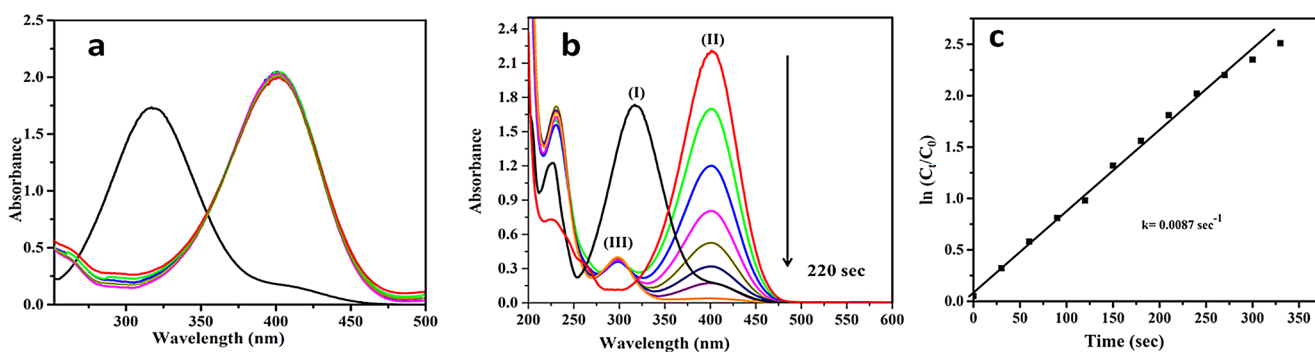 a
2.5
2.0
1.5
1.0
0.5
0.0
Absorbance
300 350 400 450 500
Wavelength (nm)
b
2.4
2.1
1.8
1.5
1.2
0.9
0.6
0.3
0.0
Absorbance
(I)
(II)
(III)
220 sec
200 250 300 350 400 450 500 550 600
Wavelength (nm)
c
2.5
2.0
1.5
1.0
0.5
0.0
ln (Ct/C0)
k= 0.0087 sec-1
0 50 100 150 200 250 300 350
Time (sec)